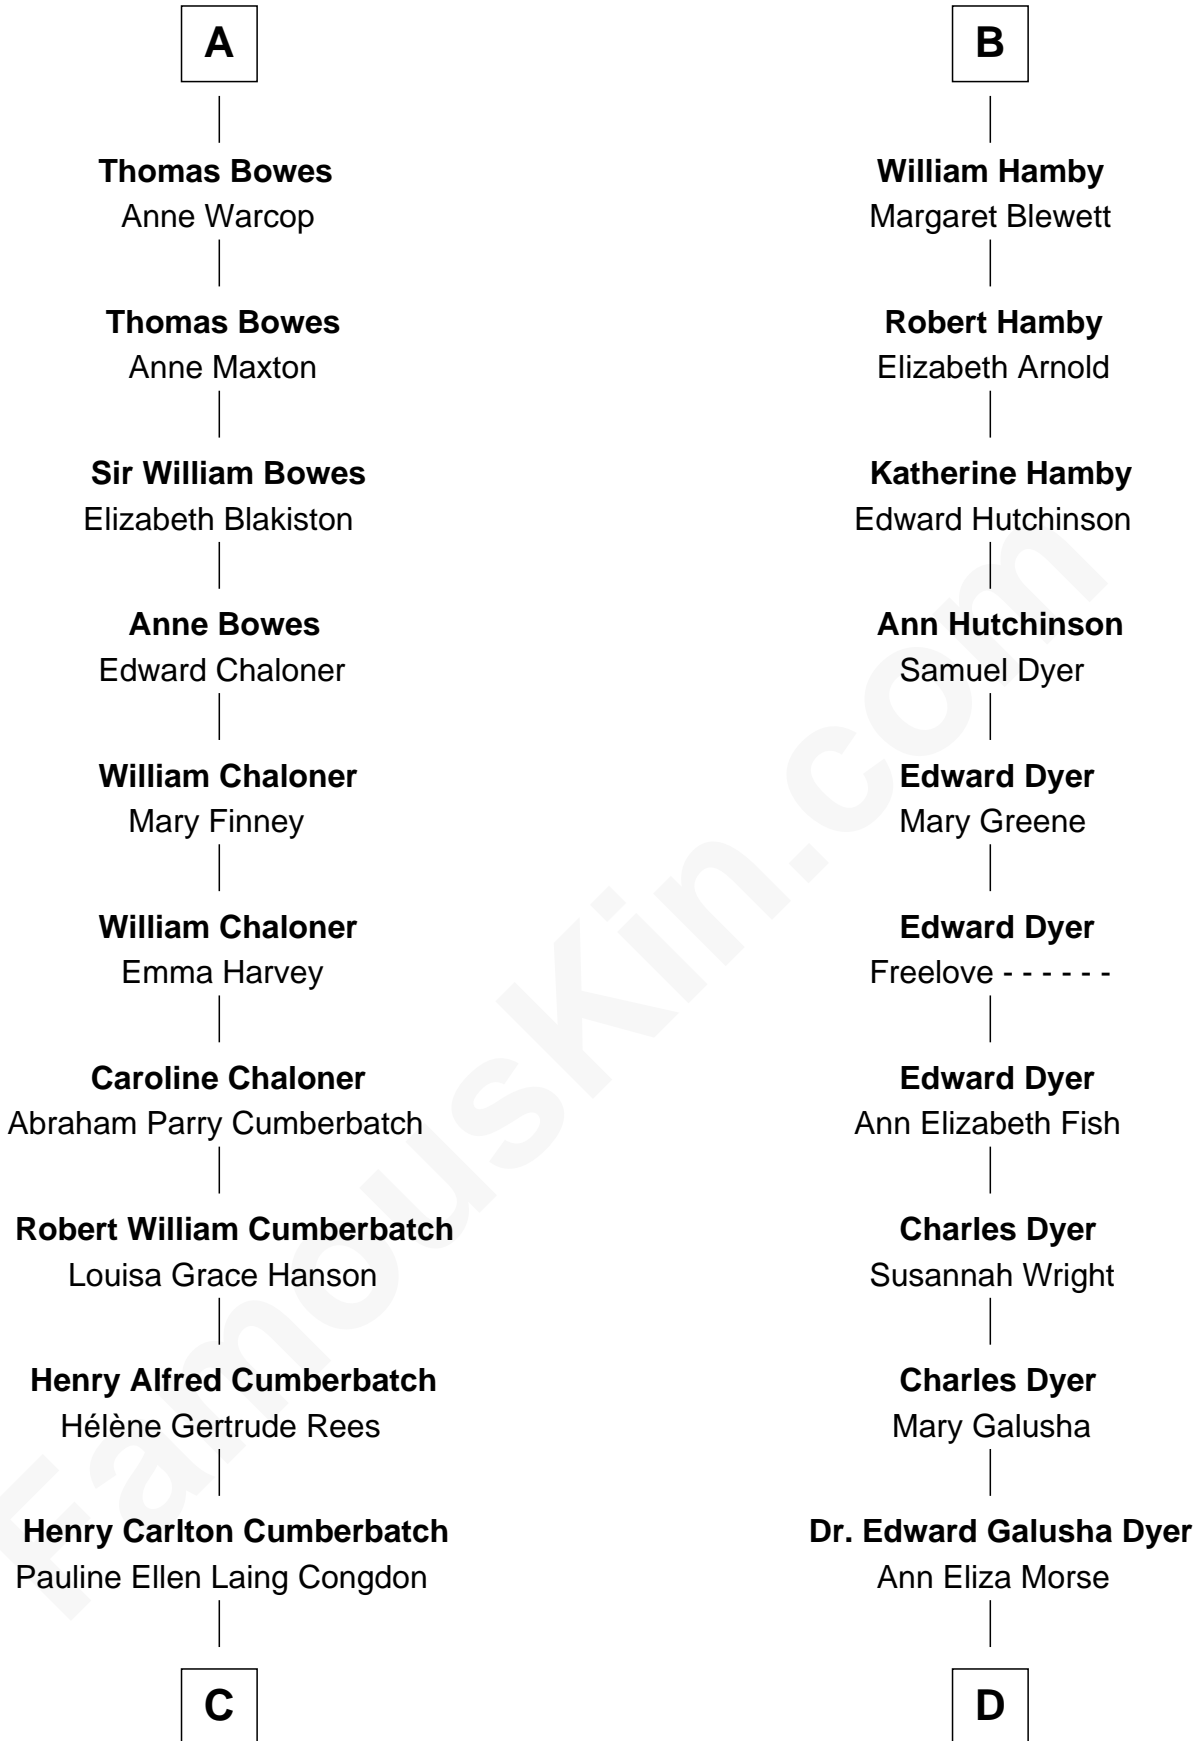 A
Thomas Bowes
Anne Warcop
Thomas Bowes
Anne Maxton
Sir William Bowes
Elizabeth Blakiston
Anne Bowes
Edward Chaloner
William Chaloner
Mary Finney
William Chaloner
Emma Harvey
Caroline Chaloner
Abraham Parry Cumberbatch
Robert William Cumberbatch
Louisa Grace Hanson
Henry Alfred Cumberbatch
Hélène Gertrude Rees
Henry Carlton Cumberbatch
Pauline Ellen Laing Congdon
C
B
William Hamby
Margaret Blewett
Robert Hamby
Elizabeth Arnold
Katherine Hamby
Edward Hutchinson
Ann Hutchinson
Samuel Dyer
Edward Dyer
Mary Greene
Edward Dyer
Freelove - - - - - -
Edward Dyer
Ann Elizabeth Fish
Charles Dyer
Susannah Wright
Charles Dyer
Mary Galusha
Dr. Edward Galusha Dyer
Ann Eliza Morse
D
FamousKin.com